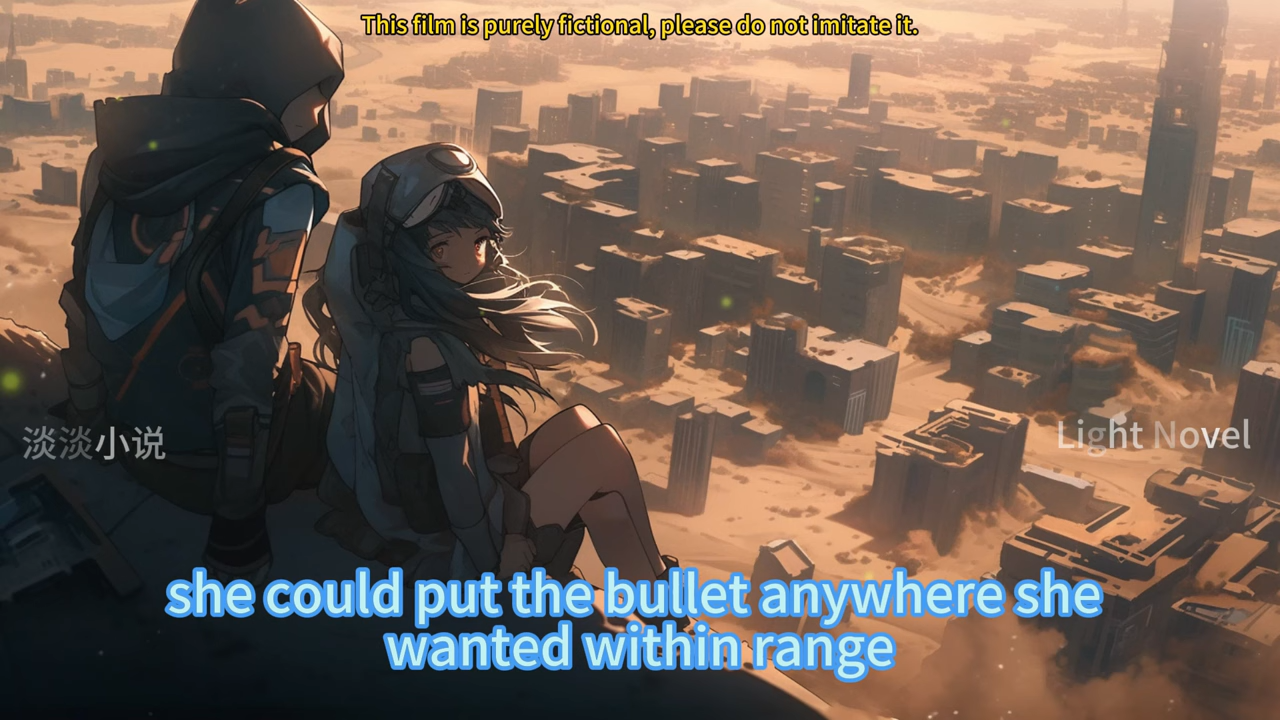 This film is purely fictional, please do not imitate it.
淡淡小说
Light Novel
she could put the bullet anywhere she
wanted within range